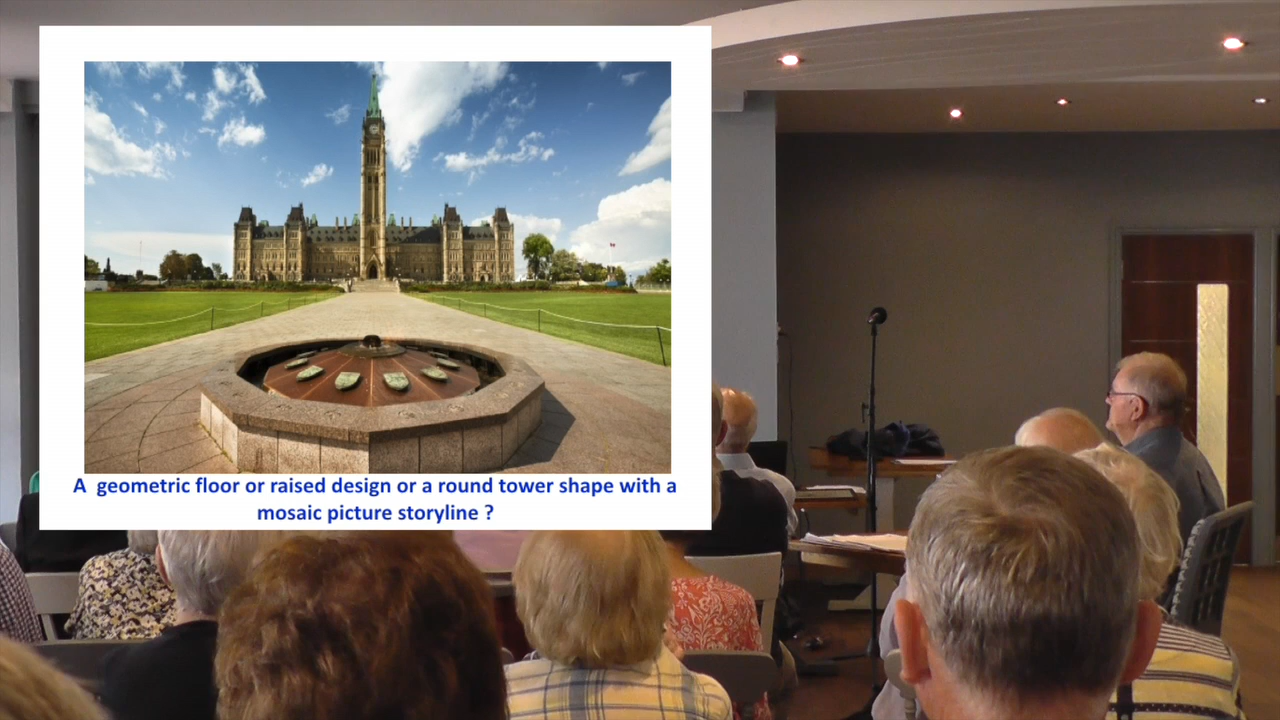 A  geometric floor or raised design or a round tower shape with a
mosaic picture storyline ?